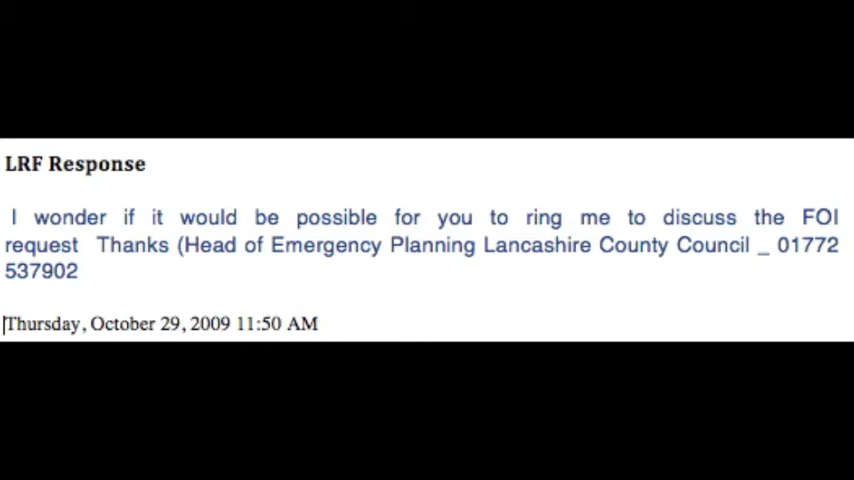 LRF Response
I wonder if it would be possible for you to ring me to discuss the FOI
request Thanks (Head of Emergency Planning Lancashire County Council _ 01772
537902
Thursday, October 29, 2009 11:50 AM